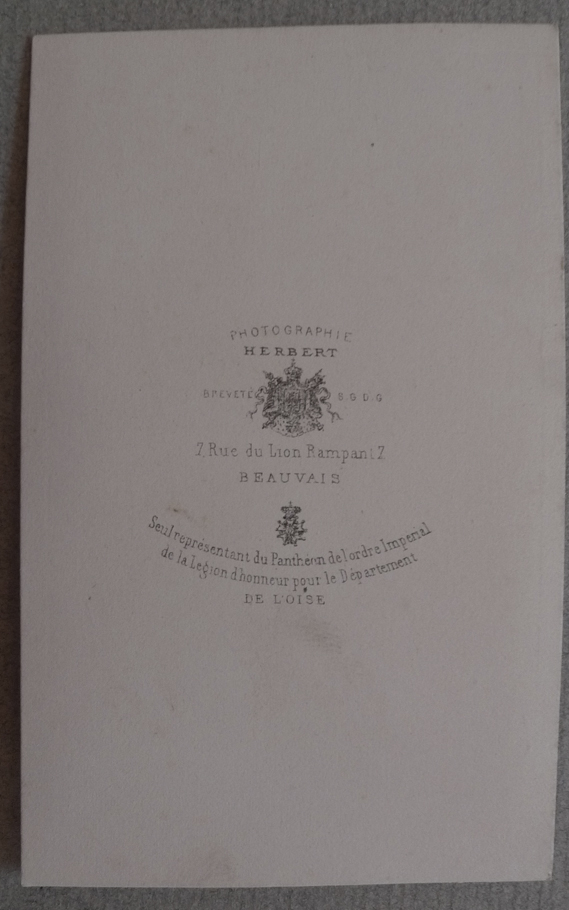 PHOTOGRAPHIE
HERBERT
BREVETÉ S.G.D.G
7, Rue du Lion Rampant, 7
BEAUVAIS
Seul représentant du Panthéon de l'ordre Impérial
de la Légion d'honneur pour le Département
DE L'OISE